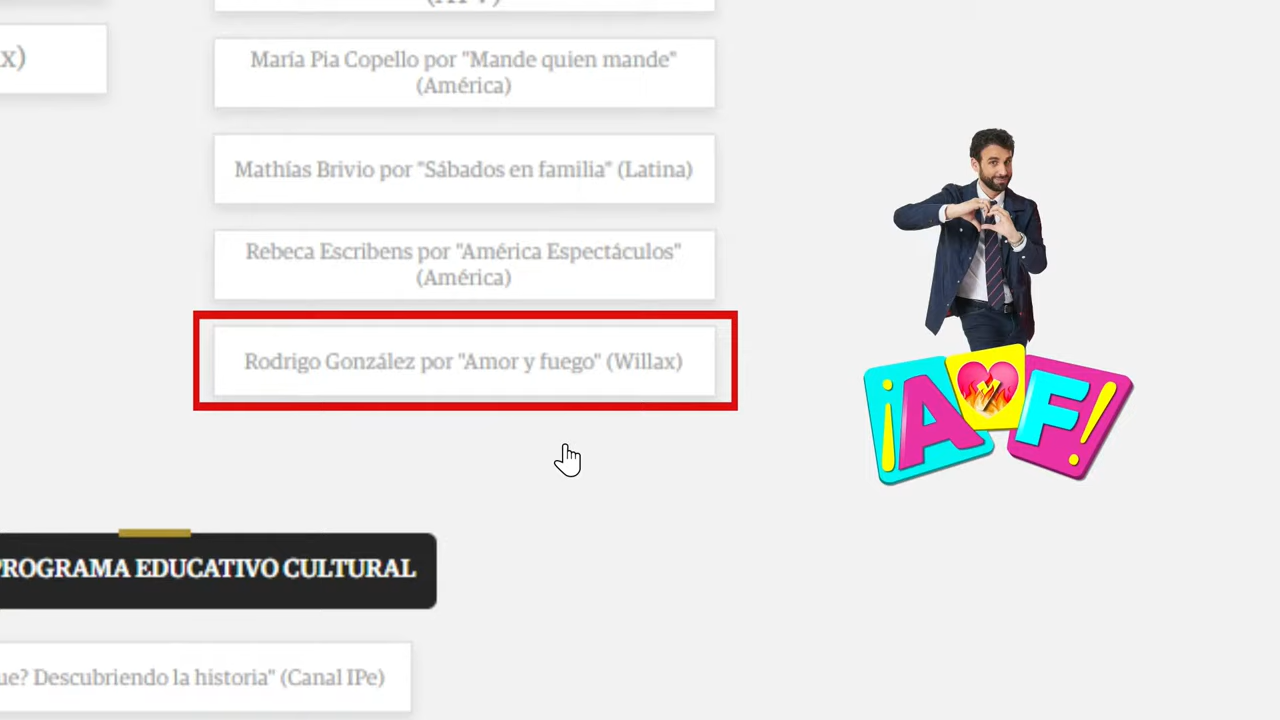 x)
María Pia Copello por "Mande quien mande"
(América)
Mathías Brivio por "Sábados en familia" (Latina)
Rebeca Escribens por "América Espectáculos"
(América)
Rodrigo González por "Amor y fuego" (Willax)
¡A y F!
PROGRAMA EDUCATIVO CULTURAL
ue? Descubriendo la historia" (Canal IPe)